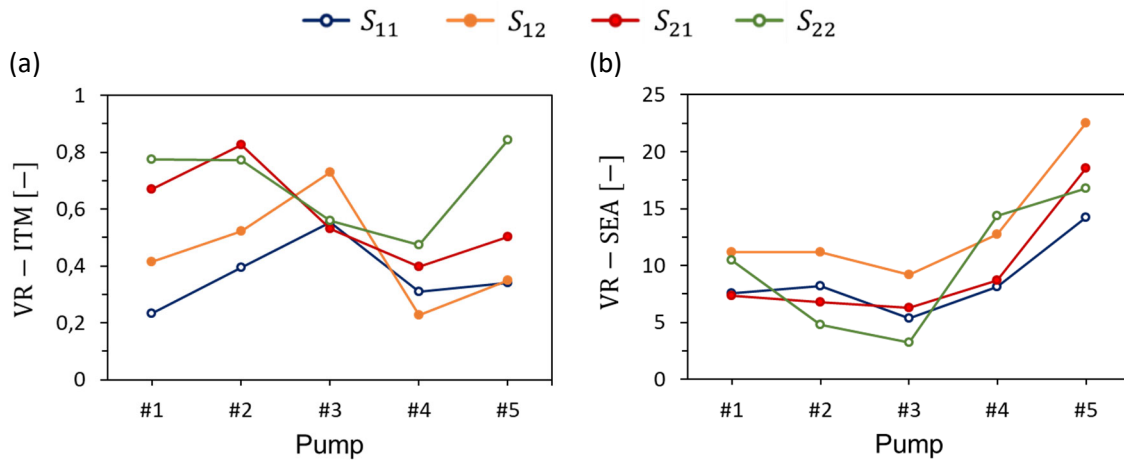 S₁₁ S₁₂ S₂₁ S₂₂
(a)
VR − ITM [−]
1
0,8
0,6
0,4
0,2
0
#1 #2 #3 #4 #5
Pump
(b)
VR − SEA [−]
25
20
15
10
5
0
#1 #2 #3 #4 #5
Pump